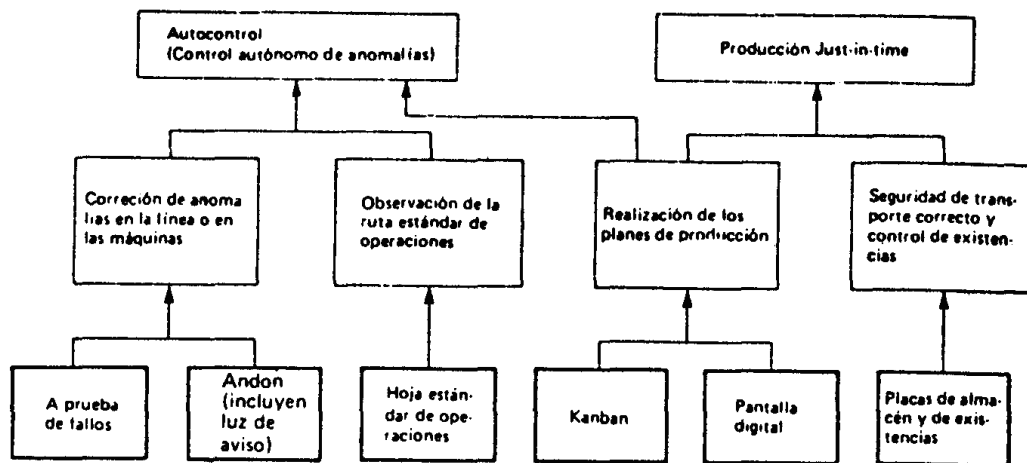 Autocontrol
(Control autónomo de anomalías)
Producción Just-in-time
Correción de anoma
lias en la línea o en
las máquinas
Observación de la
ruta estándar de
operaciones
Realización de los
planes de producción
Seguridad de trans-
porte correcto y
control de existen-
cias
A prueba
de fallos
Andon
(incluyen
luz de
aviso)
Hoja están-
dar de ope-
raciones
Kanban
Pantalla
digital
Placas de alma-
cén y de exis-
tencias